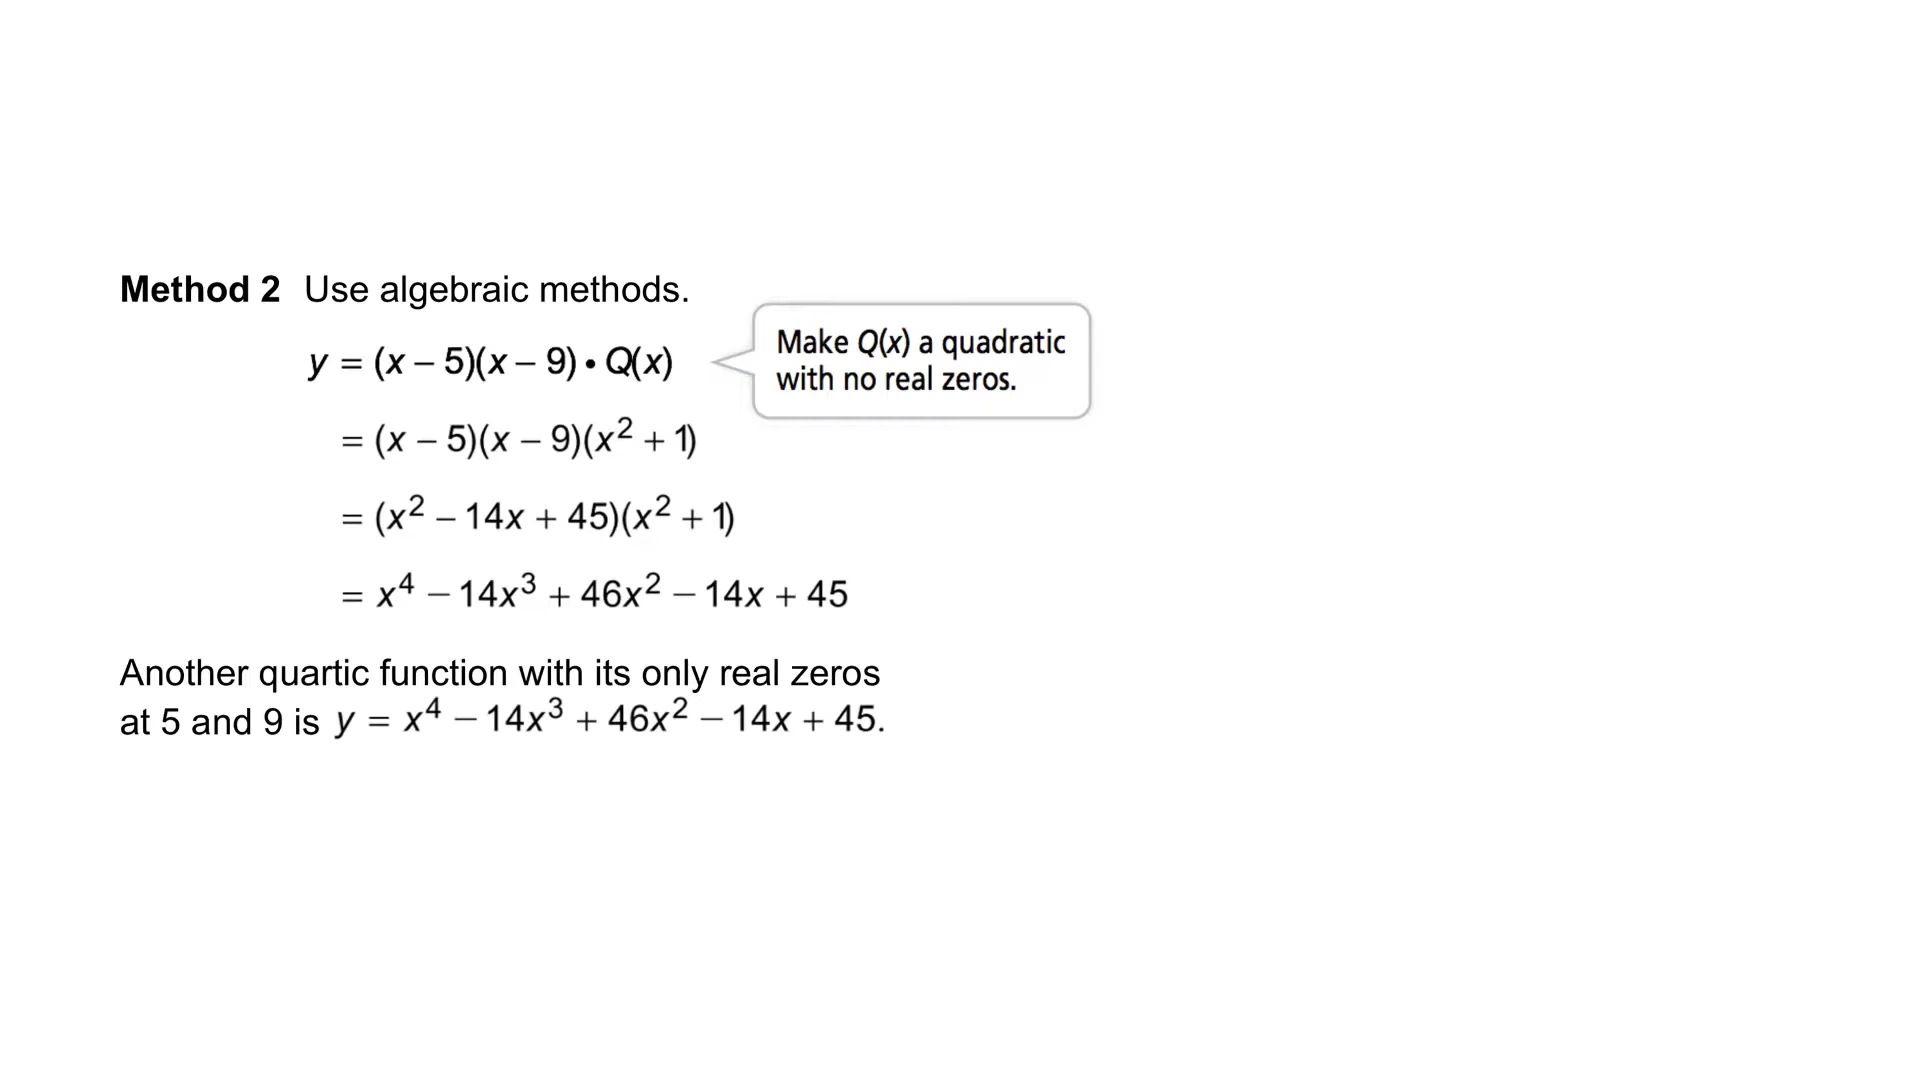 Method 2 Use algebraic methods.
y = (x – 5)(x – 9) • Q(x)
Make Q(x) a quadratic
with no real zeros.
= (x – 5)(x – 9)(x² + 1)
= (x² – 14x + 45)(x² + 1)
= x⁴ – 14x³ + 46x² – 14x + 45
Another quartic function with its only real zeros
at 5 and 9 is y = x⁴ – 14x³ + 46x² – 14x + 45.